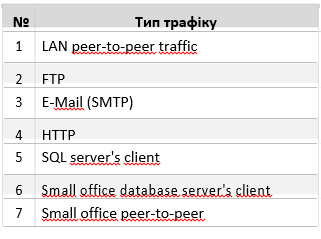 № Тип трафіку
1 LAN peer-to-peer traffic
2 FTP
3 E-Mail (SMTP)
4 HTTP
5 SQL server's client
6 Small office database server's client
7 Small office peer-to-peer